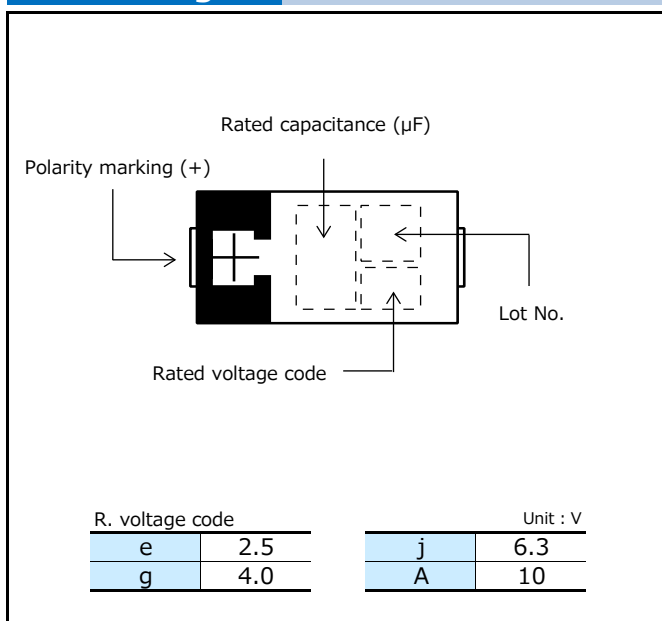 Rated capacitance (μF)
Polarity marking (+)
Lot No.
Rated voltage code
R. voltage code
Unit : V
e 2.5 j 6.3
g 4.0 A 10